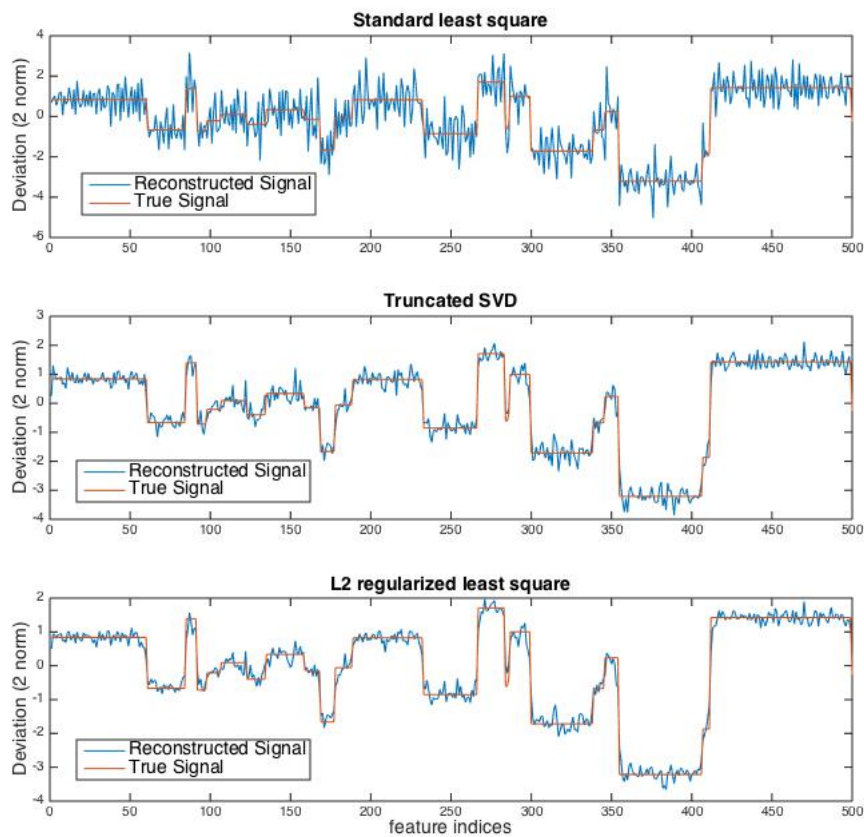 Standard least square
4
2
0
-2
-4
-6
Deviation (2 norm)
Reconstructed Signal
True Signal
0 50 100 150 200 250 300 350 400 450 500
Truncated SVD
3
2
1
0
-1
-2
-3
-4
Deviation (2 norm)
Reconstructed Signal
True Signal
0 50 100 150 200 250 300 350 400 450 500
L2 regularized least square
2
1
0
-1
-2
-3
-4
Deviation (2 norm)
Reconstructed Signal
True Signal
0 50 100 150 200 250 300 350 400 450 500
feature indices